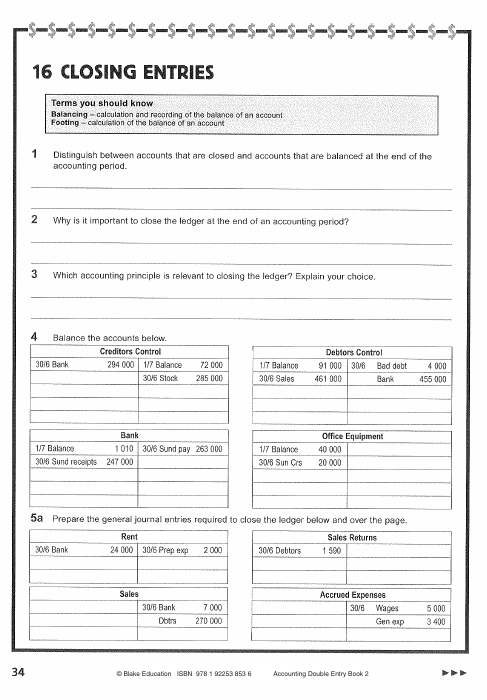 16 CLOSING ENTRIES
Terms you should know
Balancing – calculation and recording of the balance of an account
Footing – calculation of the balance of an account
1 Distinguish between accounts that are closed and accounts that are balanced at the end of the
accounting period.
2 Why is it important to close the ledger at the end of an accounting period?
3 Which accounting principle is relevant to closing the ledger? Explain your choice.
4 Balance the accounts below.
Creditors Control
30/6 Bank 294 000 1/7 Balance 72 000
30/6 Stock 285 000
Debtors Control
1/7 Balance 91 000 30/6 Bad debt 4 000
30/6 Sales 461 000 Bank 455 000
Bank
1/7 Balance 1 010 30/6 Sund pay 263 000
30/6 Sund receipts 247 000
Office Equipment
1/7 Balance 40 000
30/6 Sun Crs 20 000
5a Prepare the general journal entries required to close the ledger below and over the page.
Rent
30/6 Bank 24 000 30/6 Prep exp 2 000
Sales Returns
30/6 Debtors 1 590
Sales
30/6 Bank 7 000
Dbtrs 270 000
Accrued Expenses
30/6 Wages 5 000
Gen exp 3 400
34
© Blake Education ISBN 978 1 92253 853 6 Accounting Double Entry Book 2